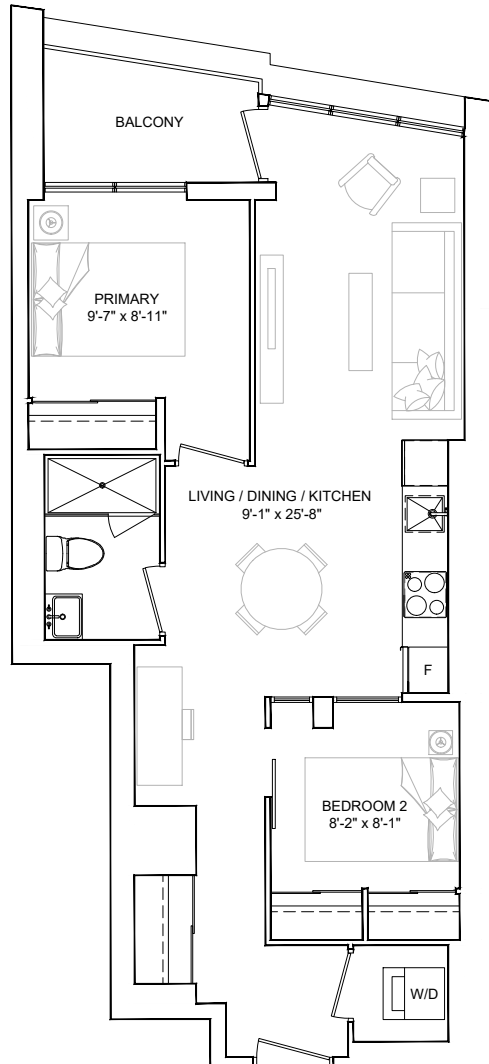 BALCONY
PRIMARY
9'-7" x 8'-11"
LIVING / DINING / KITCHEN
9'-1" x 25'-8"
F
BEDROOM 2
8'-2" x 8'-1"
W/D